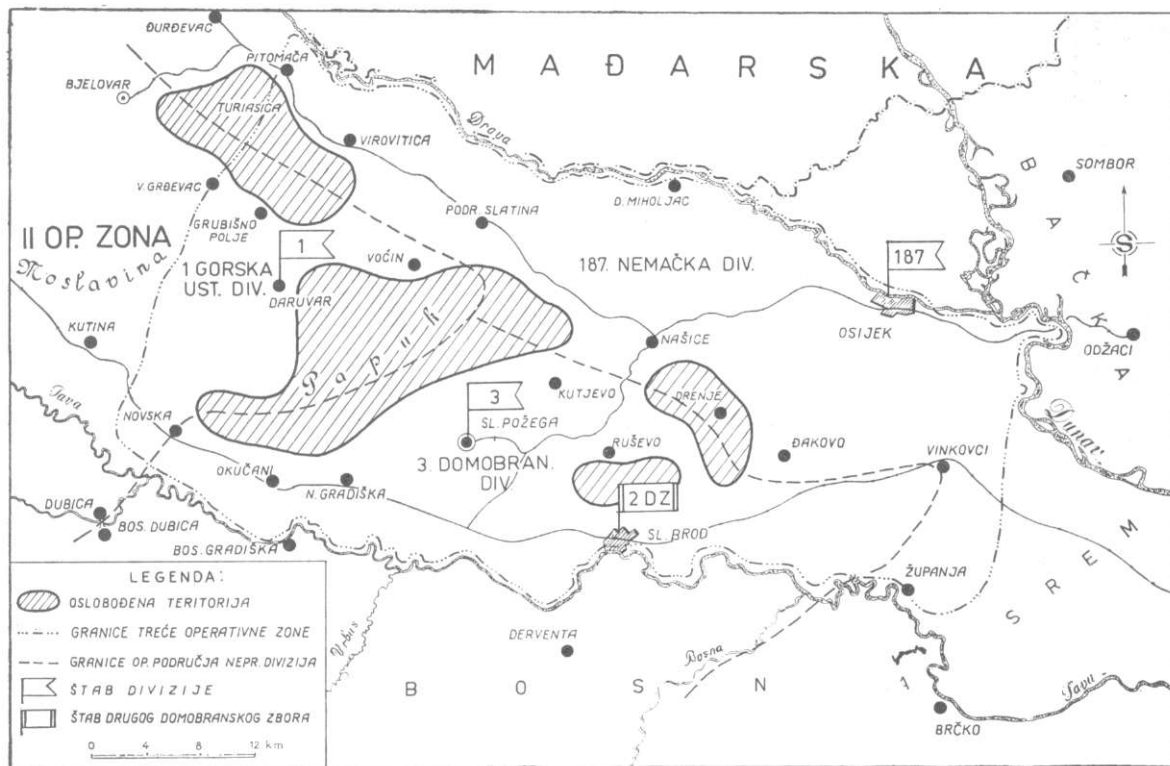 ĐURĐEVAC
PITOMAČA
BJELOVAR
MAĐARSKA
TURIAŠICA
Drava
VIROVITICA
SOMBOR
BAČKA
V. GRĐEVAC
D. MIHOLJAC
GRUBIŠNO
POLJE
PODR. SLATINA
S
II OP. ZONA
Moslavina
1
1 GORSKA
UST. DIV.
VOĆIN
187. NEMAČKA DIV.
187
DARUVAR
KUTINA
OSIJEK
NAŠICE
ODŽACI
Papuk
KUTJEVO
Sava
3
DRENJE
SL. POŽEGA
Dunav
NOVSKA
RUŠEVO
ĐAKOVO
VINKOVCI
3. DOMOBRAN.
DIV.
OKUČANI
N. GRADIŠKA
2 DZ
DUBICA
BOS. DUBICA
SL. BROD
BOS. GRADIŠKA
SREM
ŽUPANJA
LEGENDA:
OSLOBOĐENA TERITORIJA
GRANICE TREĆE OPERATIVNE ZONE
GRANICE OP. PODRUČJA NEPR. DIVIZIJA
ŠTAB DIVIZIJE
ŠTAB DRUGOG DOMOBRANSKOG ZBORA
0 4 8 12 km
Vrbas
DERVENTA
Bosna
BOSNA
Sava
BRČKO